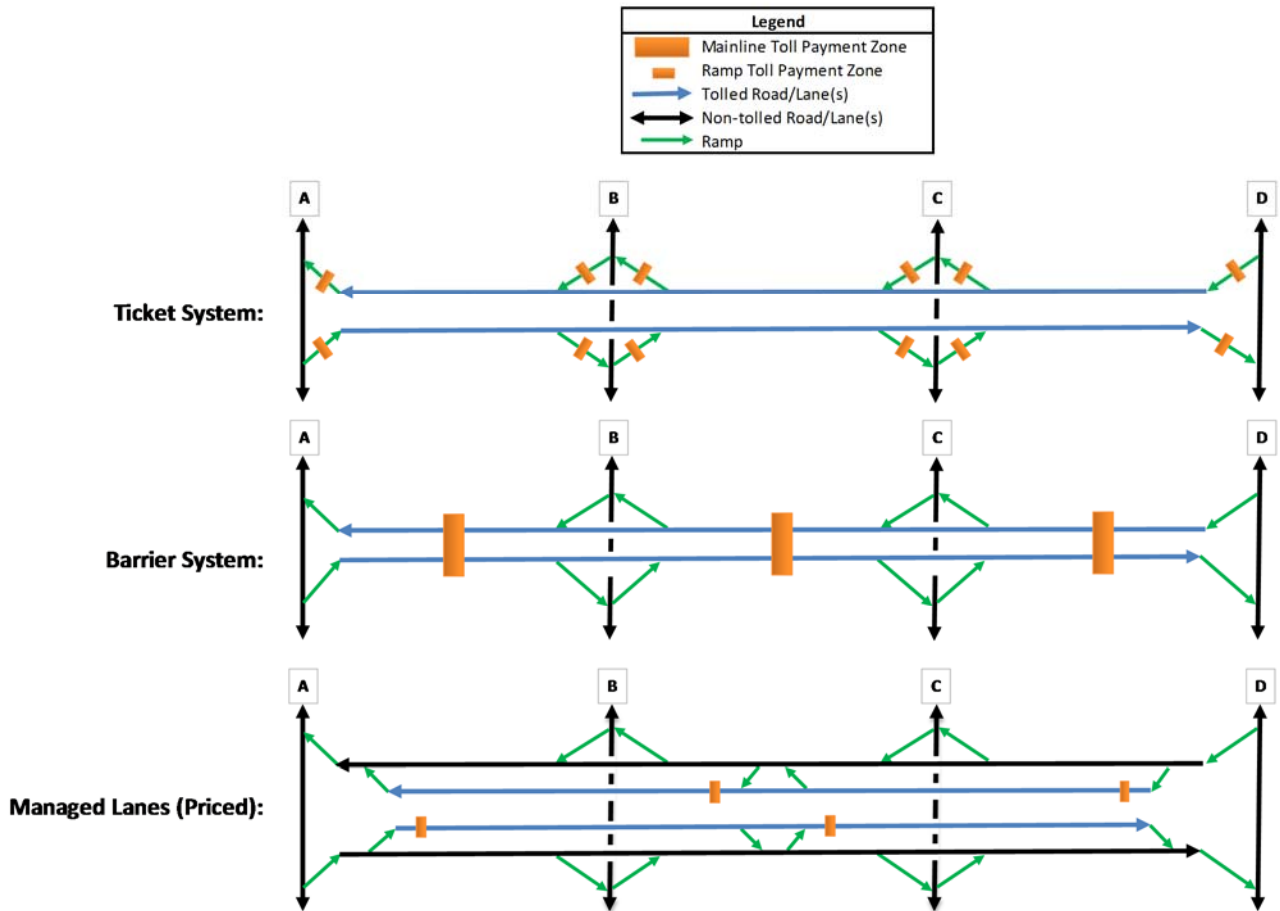 Legend
Mainline Toll Payment Zone
Ramp Toll Payment Zone
Tolled Road/Lane(s)
Non-tolled Road/Lane(s)
Ramp
A B C D
Ticket System:
A B C D
Barrier System:
A B C D
Managed Lanes (Priced):